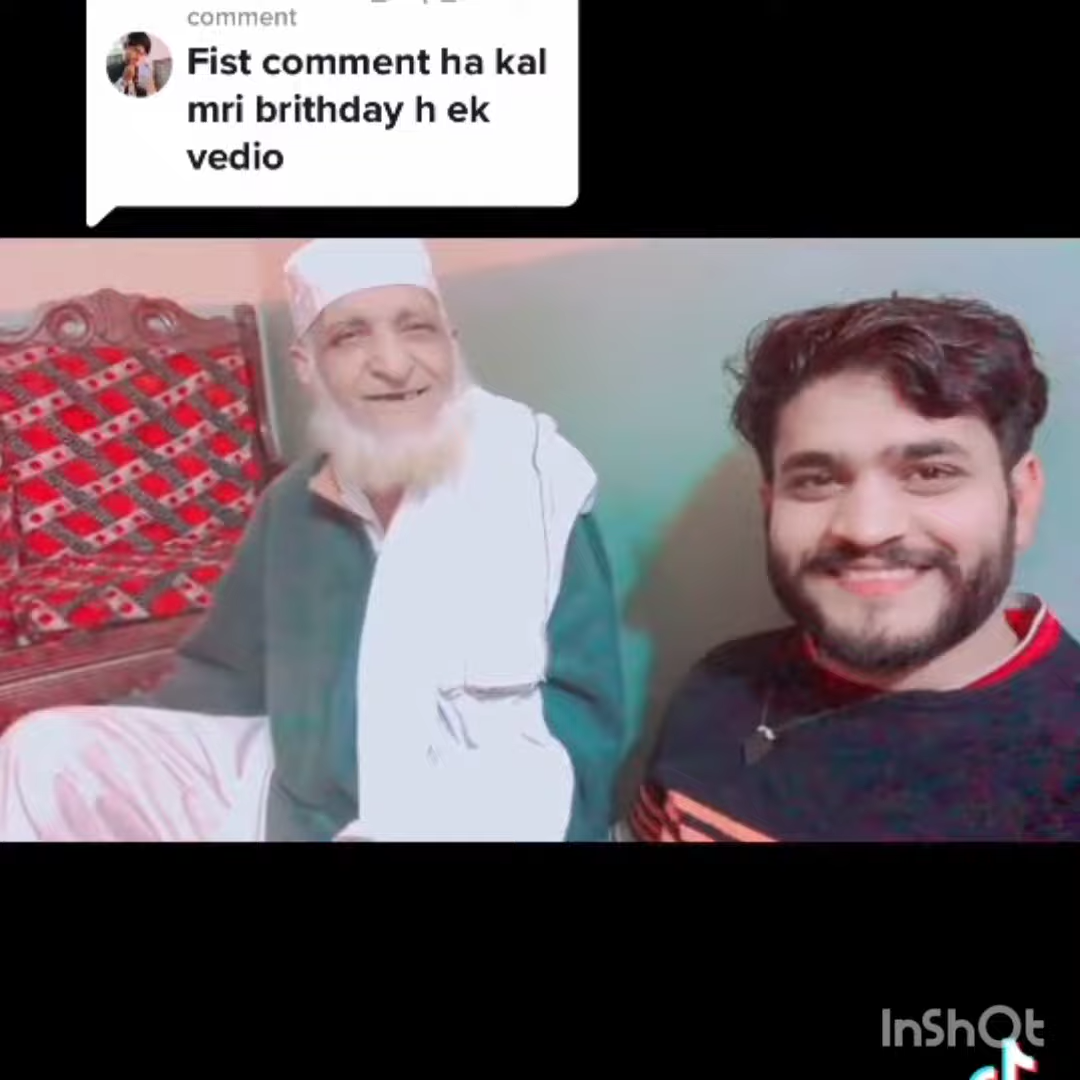 comment
Fist comment ha kal
mri brithday h ek
vedio
InShOt